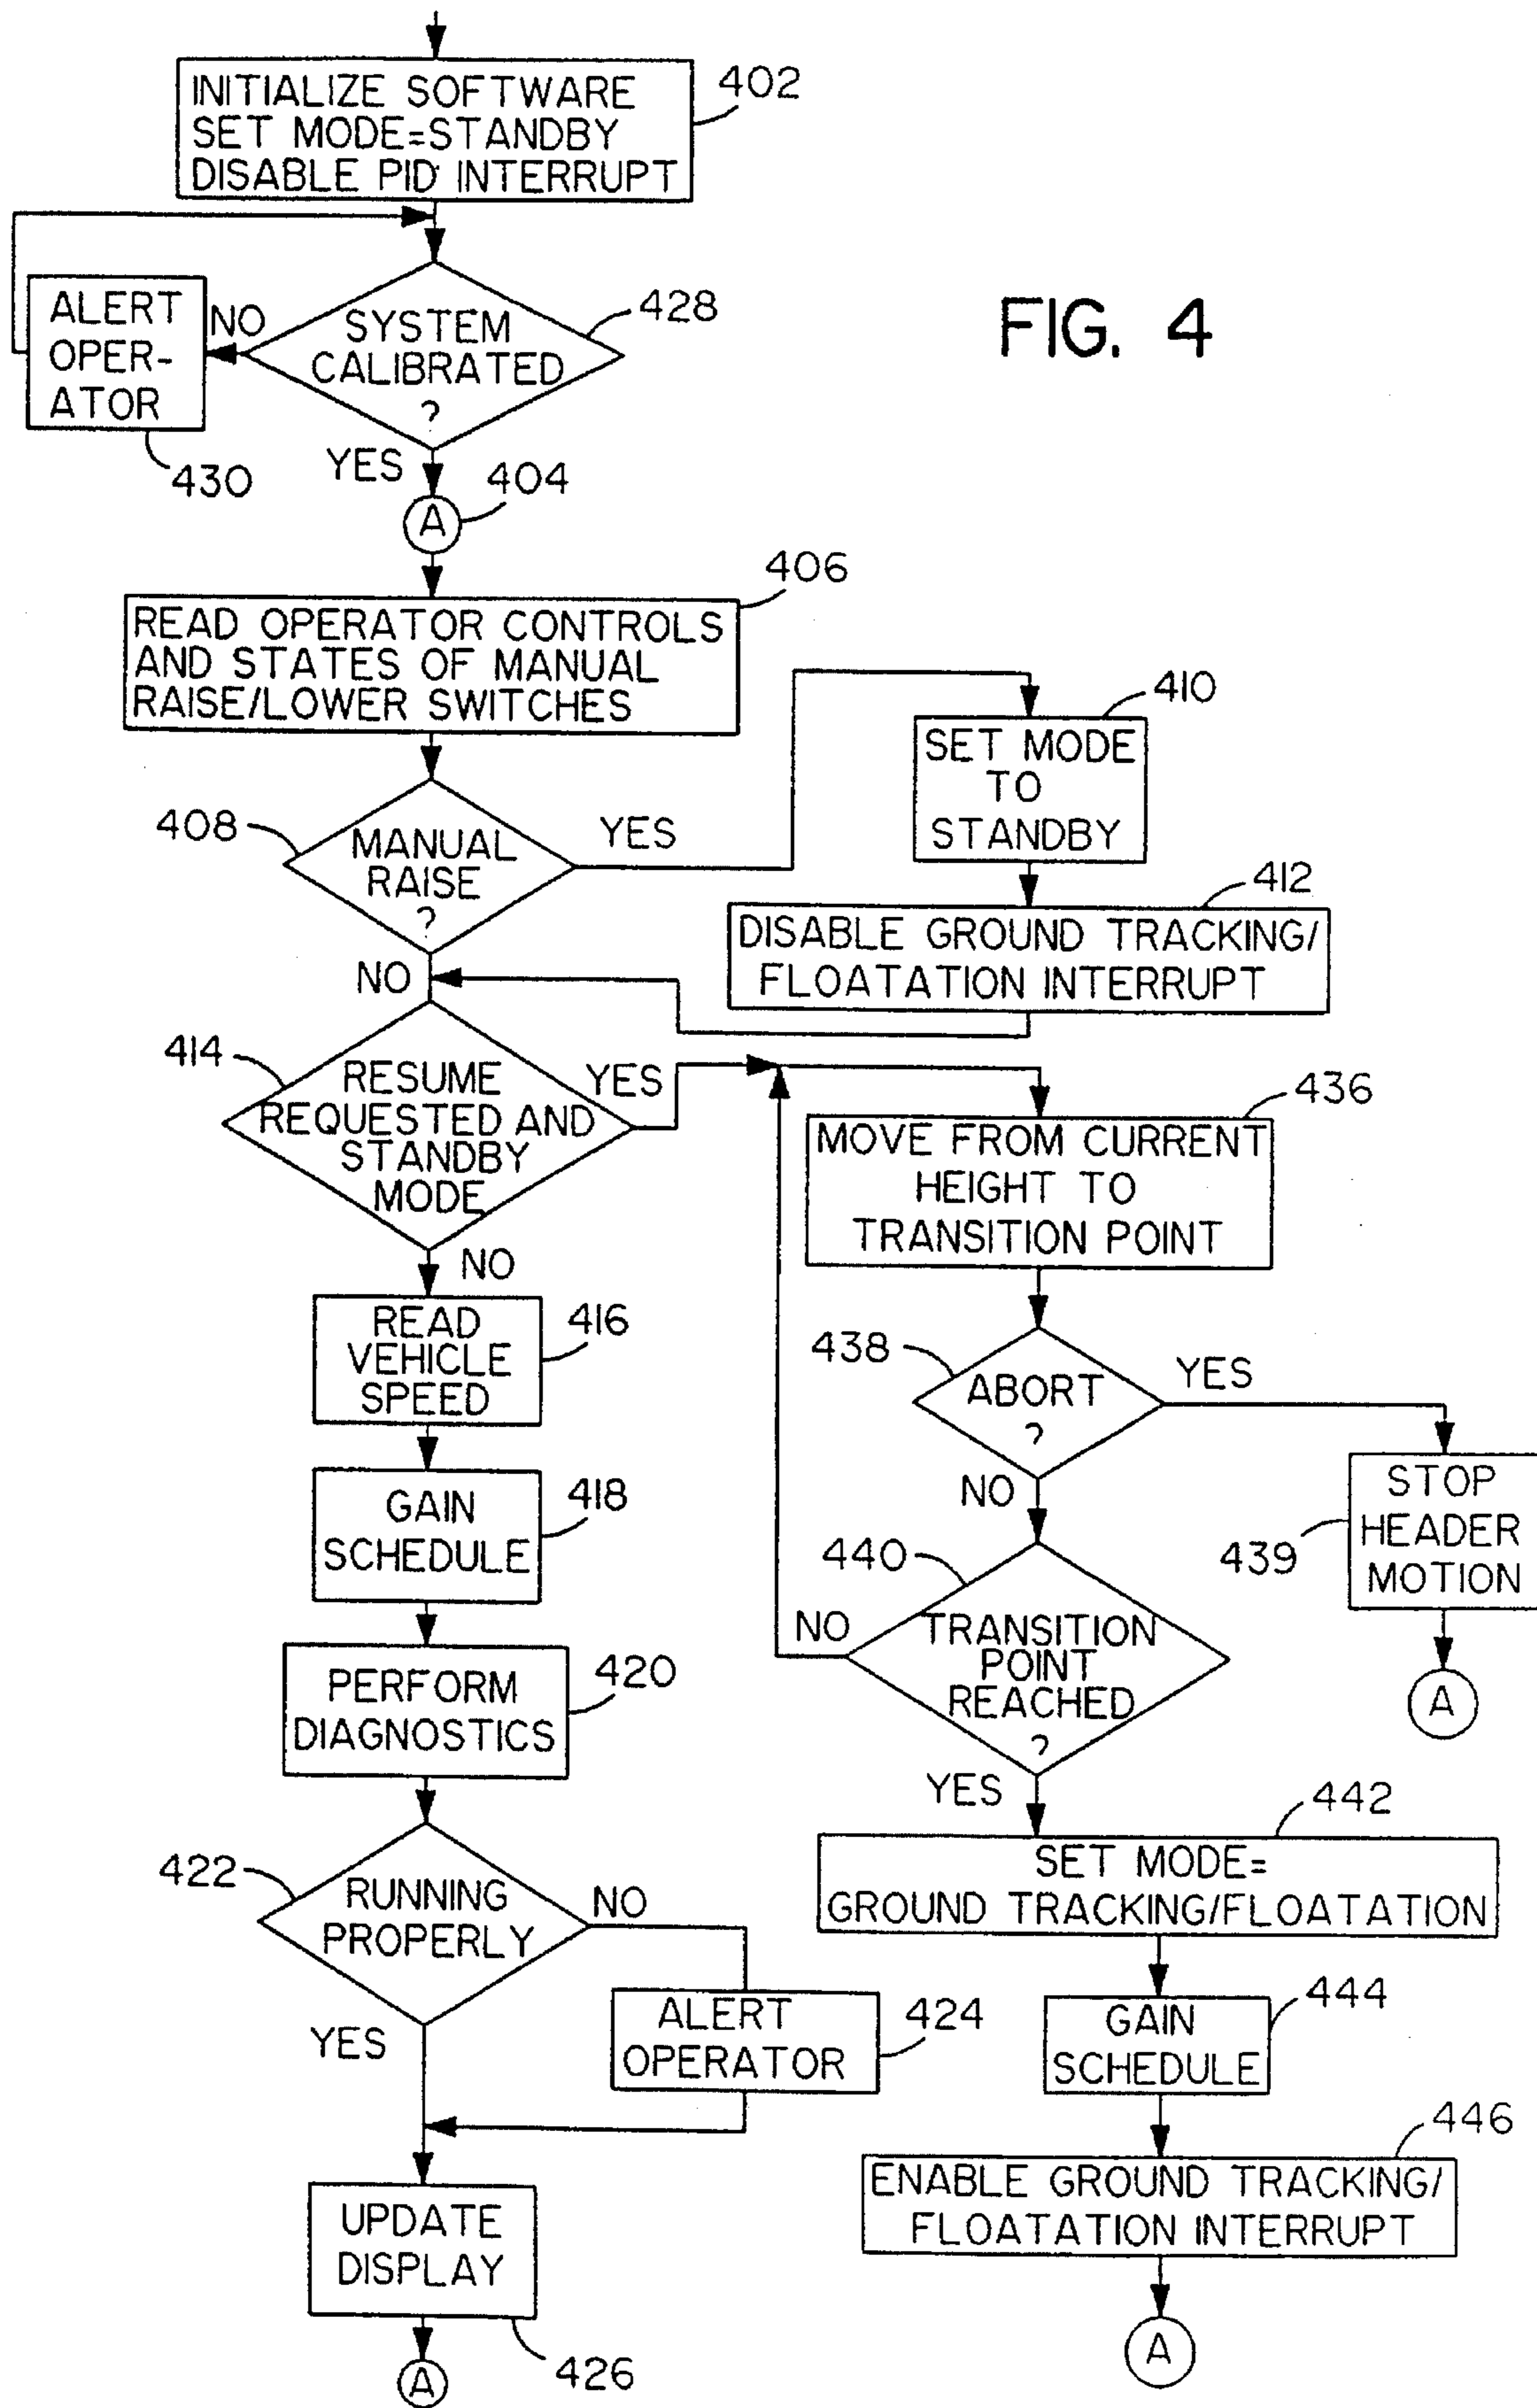 INITIALIZE SOFTWARE
SET MODE=STANDBY
DISABLE PID INTERRUPT
402
FIG. 4
ALERT
OPER-
ATOR
430
NO
SYSTEM
CALIBRATED
?
428
YES
A
404
READ OPERATOR CONTROLS
AND STATES OF MANUAL
RAISE/LOWER SWITCHES
406
408
MANUAL
RAISE
?
YES
SET MODE
TO
STANDBY
410
DISABLE GROUND TRACKING/
FLOATATION INTERRUPT
412
NO
414
RESUME
REQUESTED AND
STANDBY
MODE
YES
NO
MOVE FROM CURRENT
HEIGHT TO
TRANSITION POINT
436
READ
VEHICLE
SPEED
416
438
ABORT
?
YES
NO
STOP
HEADER
MOTION
439
A
GAIN
SCHEDULE
418
440
TRANSITION
POINT
REACHED
?
NO
YES
PERFORM
DIAGNOSTICS
420
422
RUNNING
PROPERLY
NO
YES
ALERT
OPERATOR
424
SET MODE=
GROUND TRACKING/FLOATATION
442
GAIN
SCHEDULE
444
ENABLE GROUND TRACKING/
FLOATATION INTERRUPT
446
A
UPDATE
DISPLAY
426
A